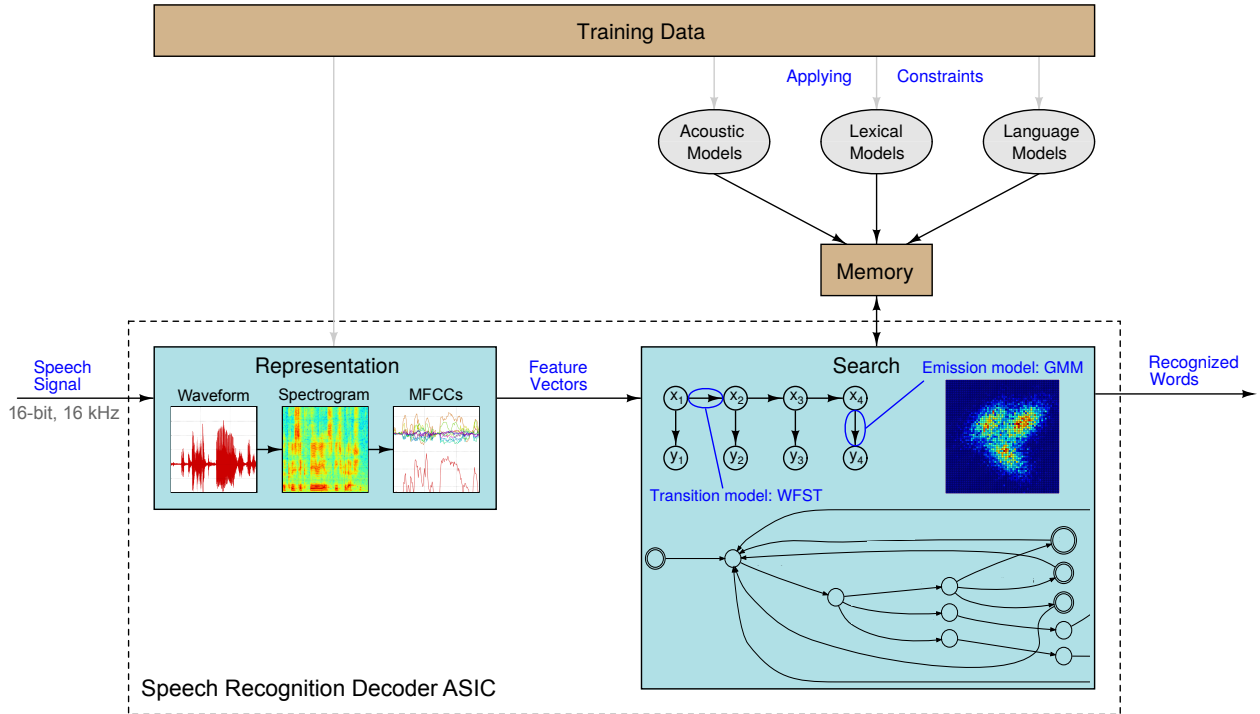 Training Data
Applying Constraints
Acoustic
Models
Lexical
Models
Language
Models
Memory
Speech
Signal
16-bit, 16 kHz
Representation
Waveform
Spectrogram
MFCCs
Feature
Vectors
Search
Emission model: GMM
x1
x2
x3
x4
y1
y2
y3
y4
Transition model: WFST
Recognized
Words
Speech Recognition Decoder ASIC